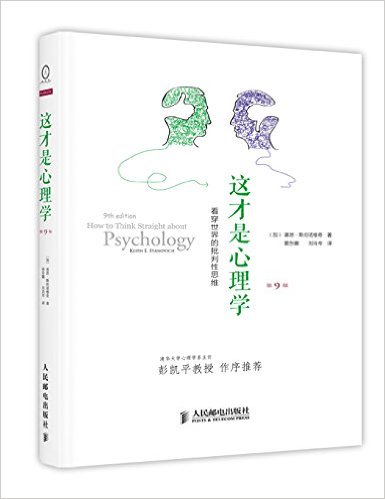 这才是心理学
第9版
人民邮电出版社
9th edition
How to Think Straight about
Psychology
KEITH E. STANOVICH
这才是心理学
看穿世界的批判性思维
第9版
〔加〕基思·斯坦诺维奇 著
窦东徽 刘肖岑 译
清华大学心理学系主任
彭凯平教授 作序推荐
人民邮电出版社
POSTS & TELECOM PRESS